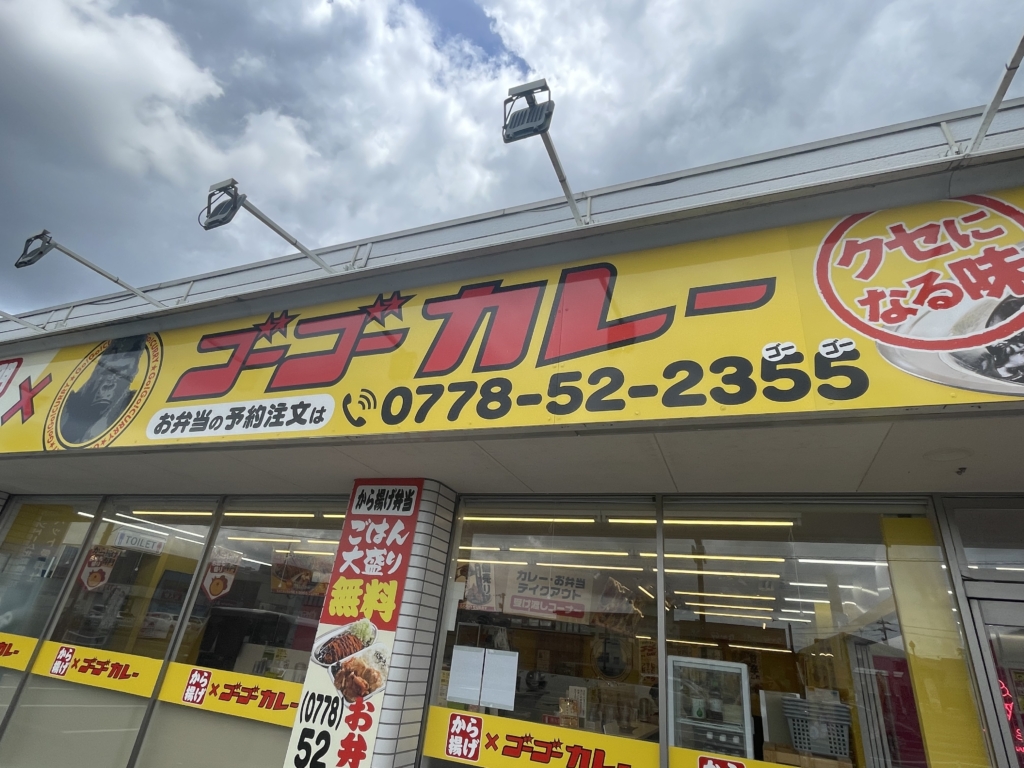 ゴーゴーカレー
クセに
なる味
お弁当の予約注文は
0778-52-2355
ゴー ゴー
から揚げ弁当
ごはん
大盛り
無料
(0778)
52
お弁
TOILET
カレー・お弁当
テイクアウト
から揚げ×ゴーゴーカレー
から揚げ×ゴーゴーカレー
から揚げ×ゴーゴーカレー
から